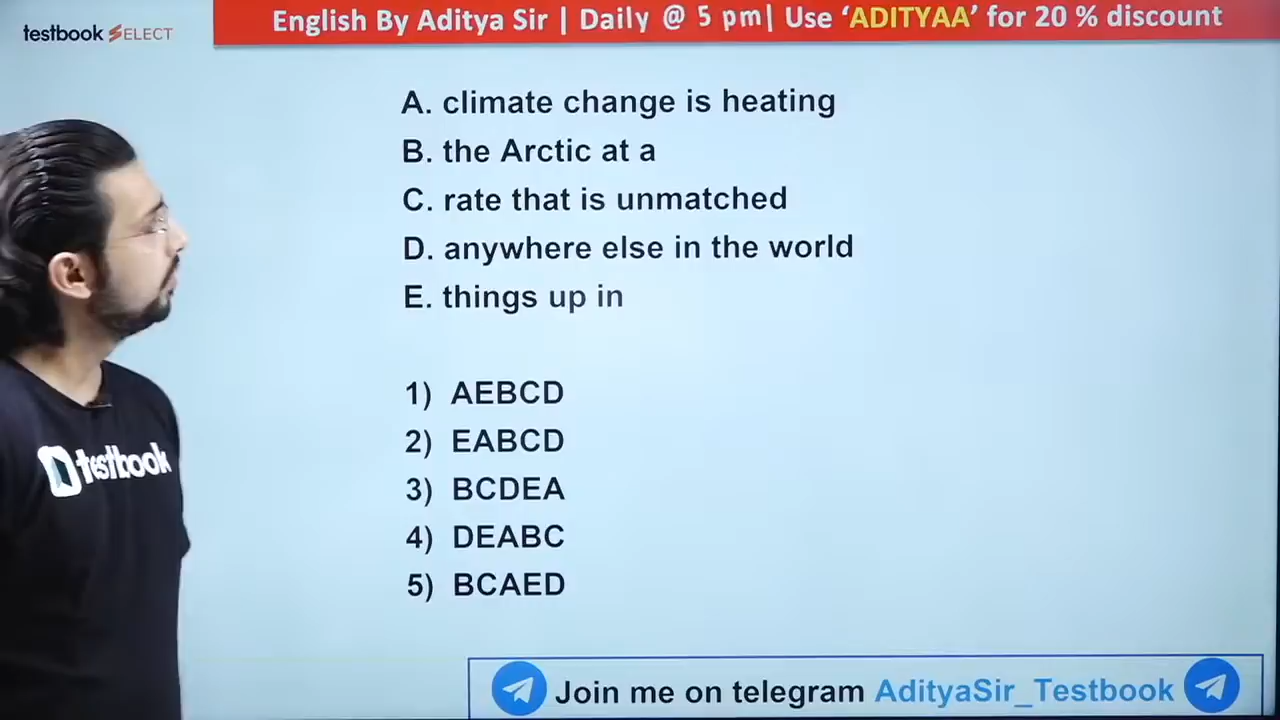 testbook SELECT
English By Aditya Sir | Daily @ 5 pm| Use ‘ADITYAA’ for 20 % discount
A. climate change is heating
B. the Arctic at a
C. rate that is unmatched
D. anywhere else in the world
E. things up in
1) AEBCD
2) EABCD
3) BCDEA
4) DEABC
5) BCAED
testbook
Join me on telegram AdityaSir_Testbook